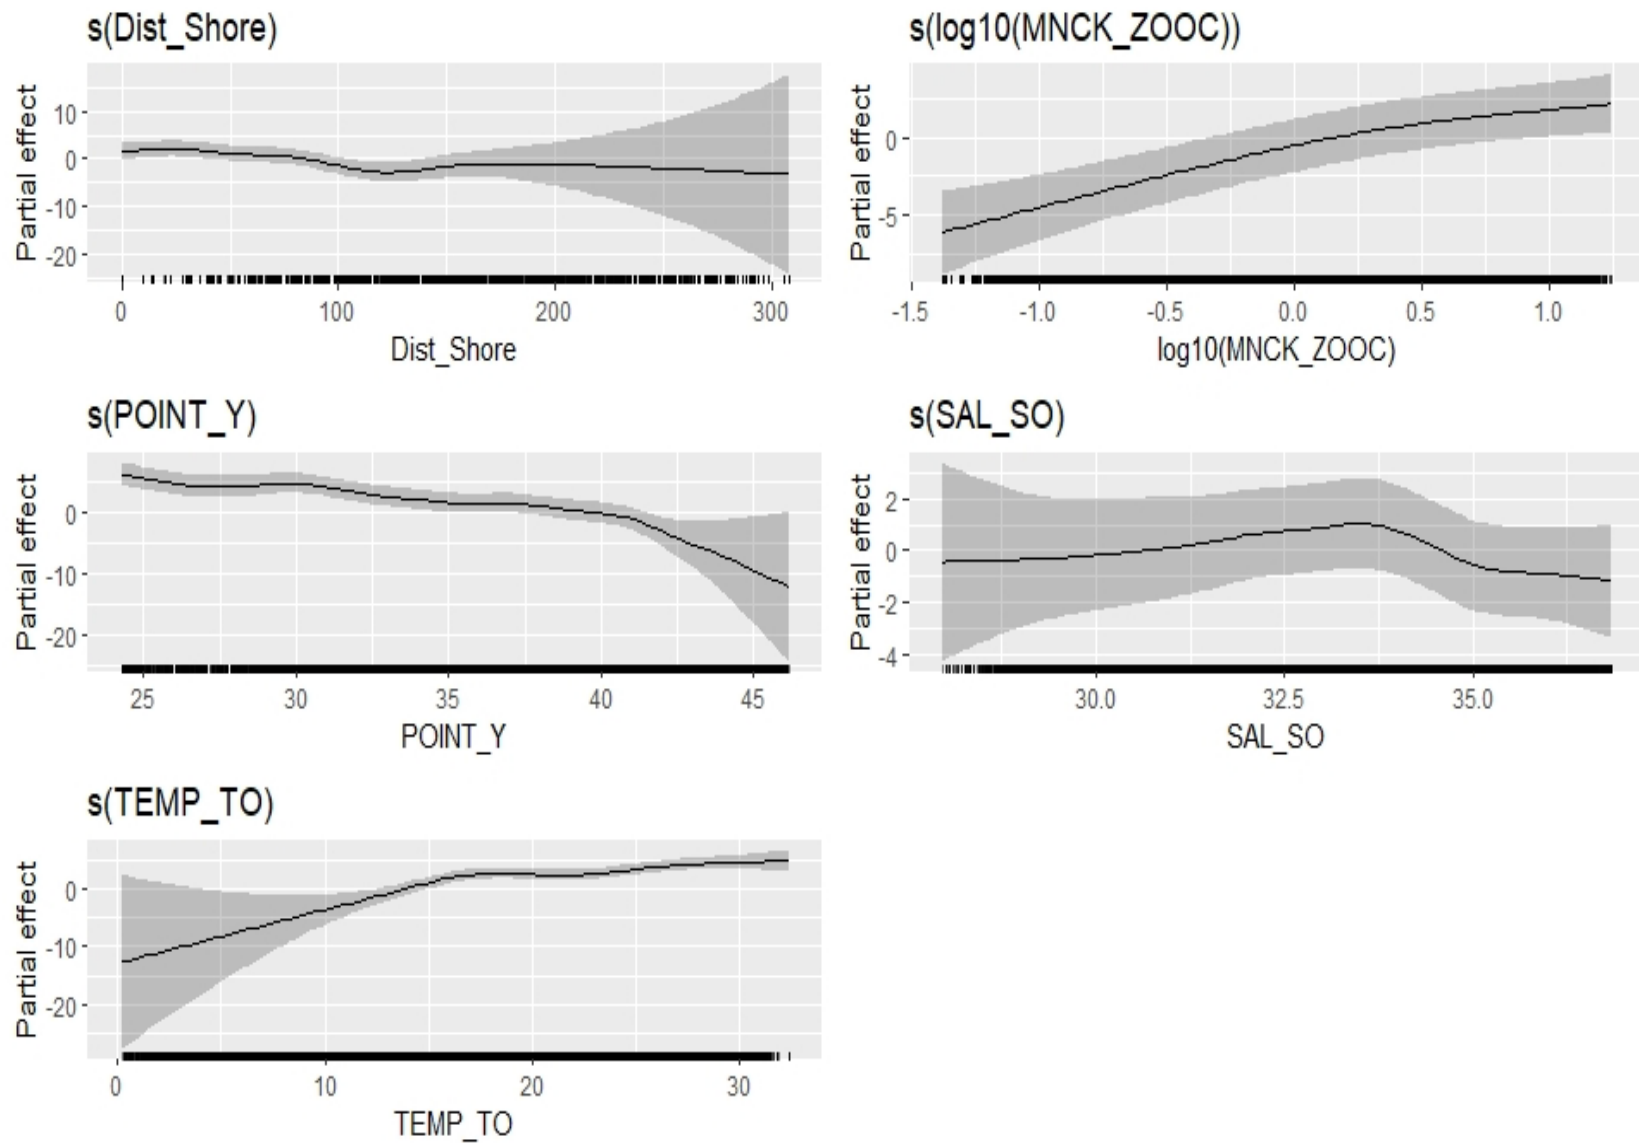 s(Dist_Shore)
Partial effect
10
0
-10
-20
0 100 200 300
Dist_Shore
s(log10(MNCK_ZOOC))
Partial effect
0
-5
-1.5 -1.0 -0.5 0.0 0.5 1.0
log10(MNCK_ZOOC)
s(POINT_Y)
Partial effect
0
-10
-20
25 30 35 40 45
POINT_Y
s(SAL_SO)
Partial effect
2
0
-2
-4
30.0 32.5 35.0
SAL_SO
s(TEMP_TO)
Partial effect
0
-10
-20
0 10 20 30
TEMP_TO